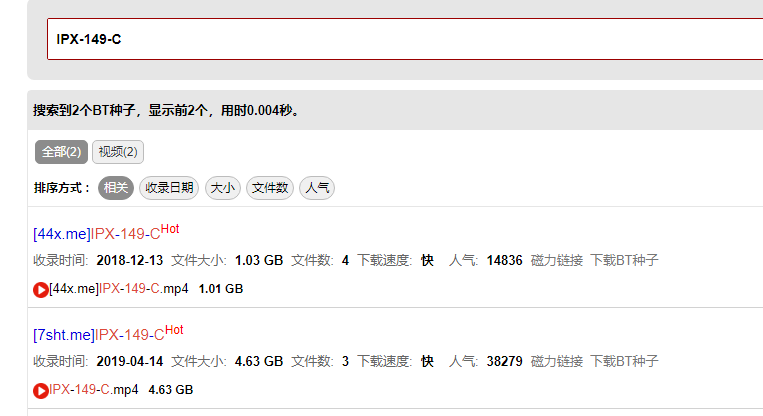 IPX-149-C
搜索到2个BT种子，显示前2个，用时0.004秒。
全部(2) 视频(2)
排序方式： 相关 收录日期 大小 文件数 人气
[44x.me]IPX-149-C Hot
收录时间: 2018-12-13 文件大小: 1.03 GB 文件数: 4 下载速度: 快 人气: 14836 磁力链接 下载BT种子
[44x.me]IPX-149-C.mp4 1.01 GB
[7sht.me]IPX-149-C Hot
收录时间: 2019-04-14 文件大小: 4.63 GB 文件数: 3 下载速度: 快 人气: 38279 磁力链接 下载BT种子
IPX-149-C.mp4 4.63 GB